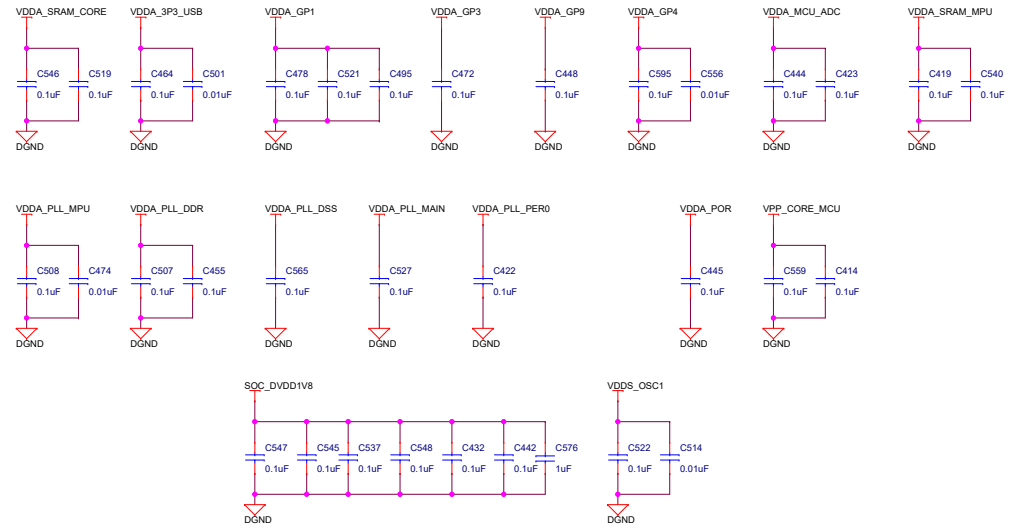 VDDA_SRAM_CORE VDDA_3P3_USB VDDA_GP1 VDDA_GP3 VDDA_GP9 VDDA_GP4 VDDA_MCU_ADC VDDA_SRAM_MPU
C546 C519 C464 C501 C478 C521 C495 C472 C448 C595 C556 C444 C423 C419 C540
0.1uF 0.1uF 0.1uF 0.01uF 0.1uF 0.1uF 0.1uF 0.1uF 0.1uF 0.1uF 0.01uF 0.1uF 0.1uF 0.1uF 0.1uF
DGND DGND DGND DGND DGND DGND DGND DGND
VDDA_PLL_MPU VDDA_PLL_DDR VDDA_PLL_DSS VDDA_PLL_MAIN VDDA_PLL_PER0 VDDA_POR VPP_CORE_MCU
C508 C474 C507 C455 C565 C527 C422 C445 C559 C414
0.1uF 0.01uF 0.1uF 0.1uF 0.1uF 0.1uF 0.1uF 0.1uF 0.1uF 0.1uF
DGND DGND DGND DGND DGND DGND DGND
SOC_DVDD1V8 VDDS_OSC1
C547 C545 C537 C548 C432 C442 C576 C522 C514
0.1uF 0.1uF 0.1uF 0.1uF 0.1uF 0.1uF 1uF 0.1uF 0.01uF
DGND DGND